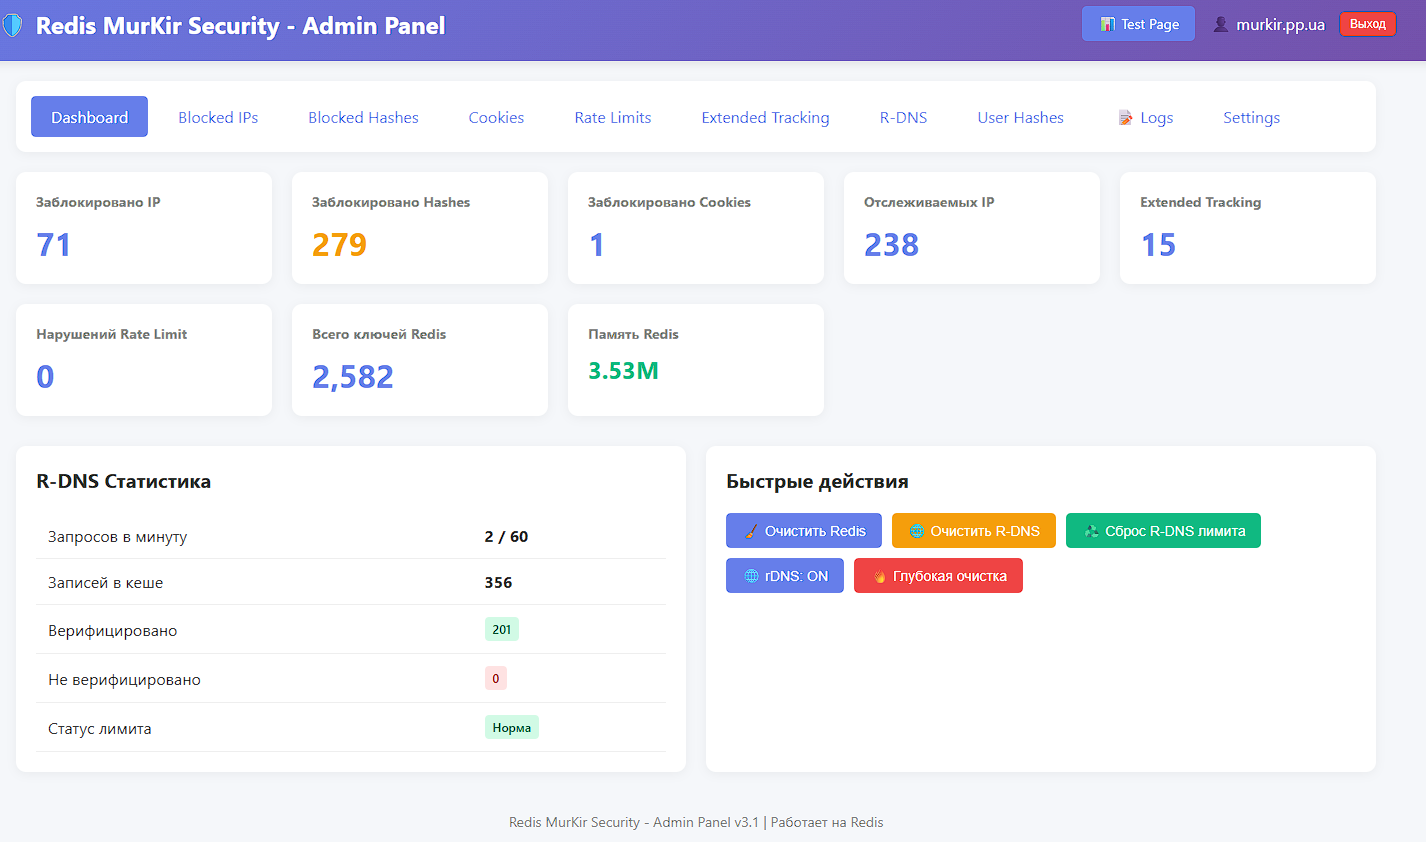 Redis MurKir Security - Admin Panel
Test Page
murkir.pp.ua
Выход
Dashboard
Blocked IPs
Blocked Hashes
Cookies
Rate Limits
Extended Tracking
R-DNS
User Hashes
Logs
Settings
Заблокировано IP
71
Заблокировано Hashes
279
Заблокировано Cookies
1
Отслеживаемых IP
238
Extended Tracking
15
Нарушений Rate Limit
0
Всего ключей Redis
2,582
Память Redis
3.53M
R-DNS Статистика
Запросов в минуту 2 / 60
Записей в кеше 356
Верифицировано 201
Не верифицировано 0
Статус лимита Норма
Быстрые действия
Очистить Redis
Очистить R-DNS
Сброс R-DNS лимита
rDNS: ON
Глубокая очистка
Redis MurKir Security - Admin Panel v3.1 | Работает на Redis